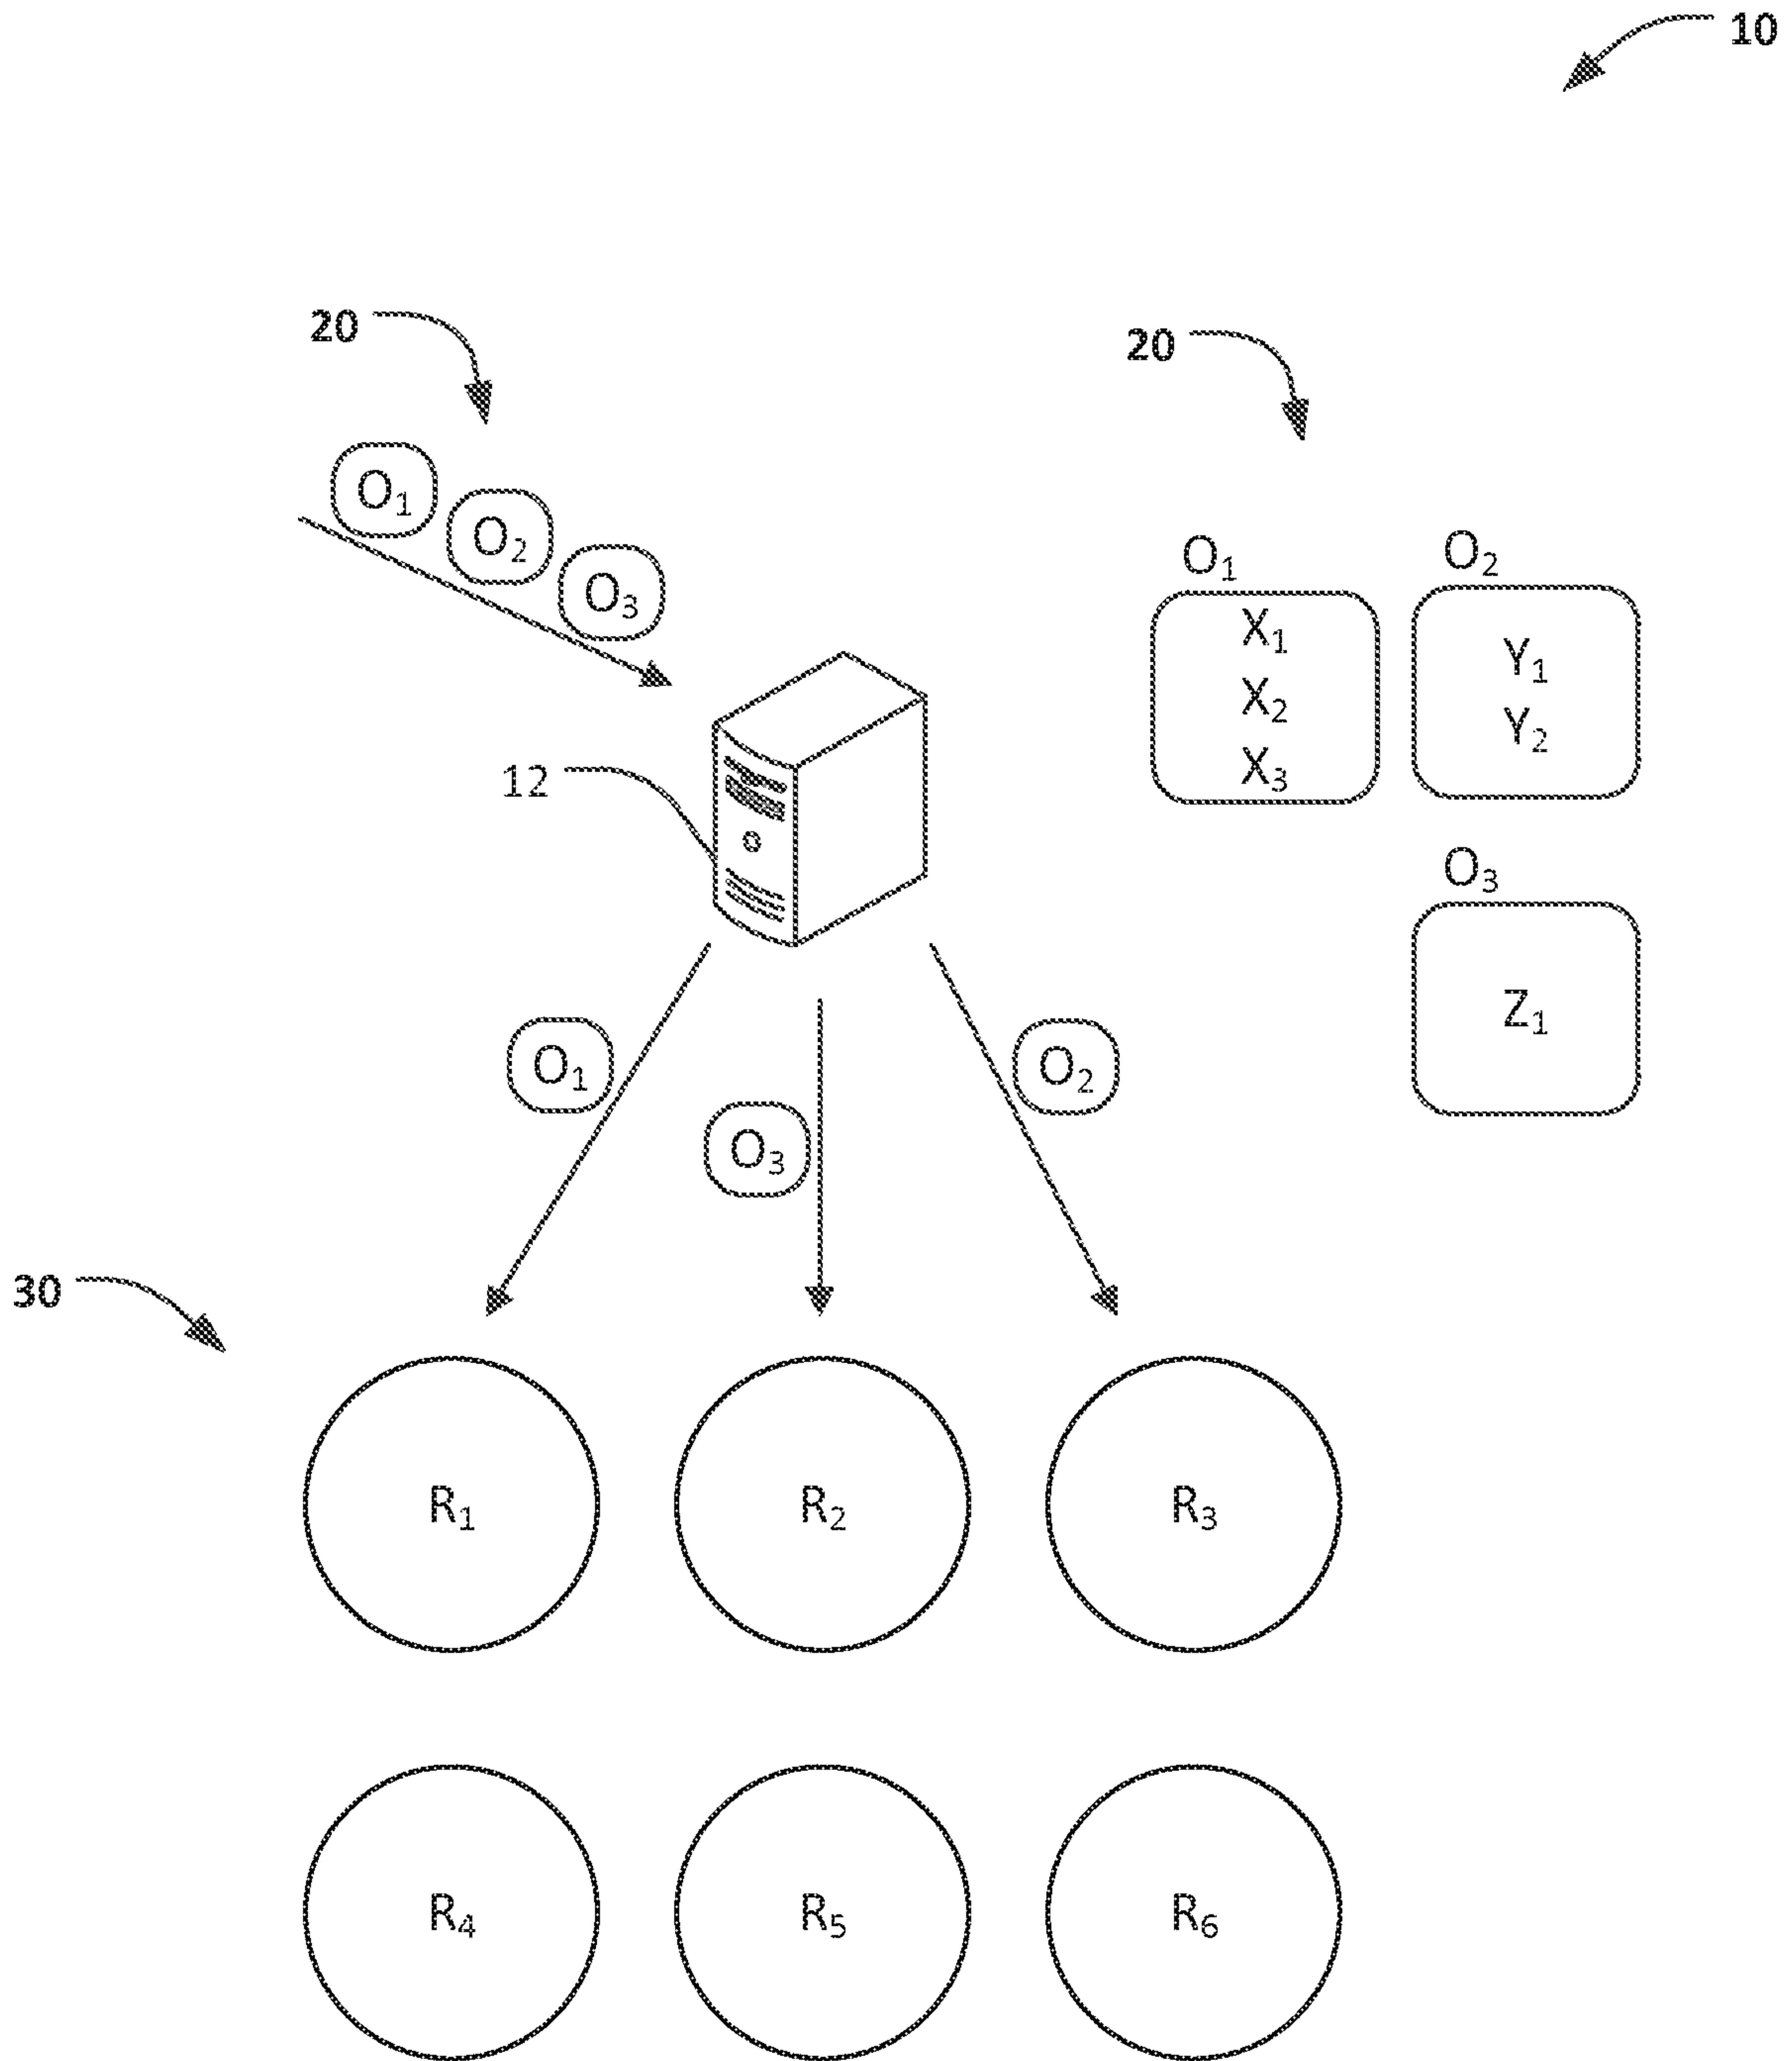 10
20
20
O₁
O₂
O₃
O₁
X₁
X₂
X₃
O₂
Y₁
Y₂
12
O₃
Z₁
O₁
O₂
O₃
30
R₁ R₂ R₃
R₄ R₅ R₆